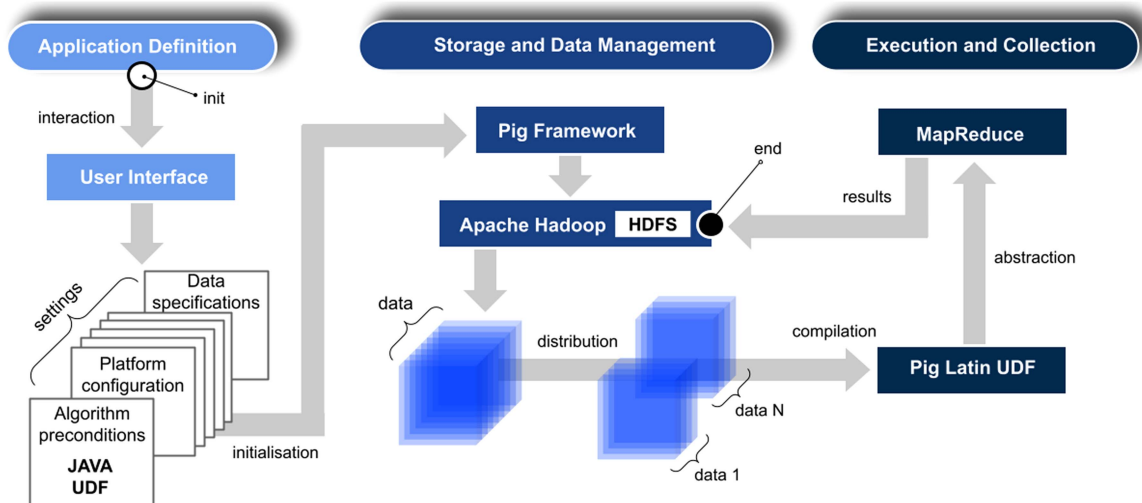 Application Definition
Storage and Data Management
Execution and Collection
init
interaction
User Interface
settings
Data
specifications
Platform
configuration
Algorithm
preconditions
JAVA
UDF
initialisation
Pig Framework
end
Apache Hadoop
HDFS
data
distribution
data N
data 1
compilation
MapReduce
results
abstraction
Pig Latin UDF